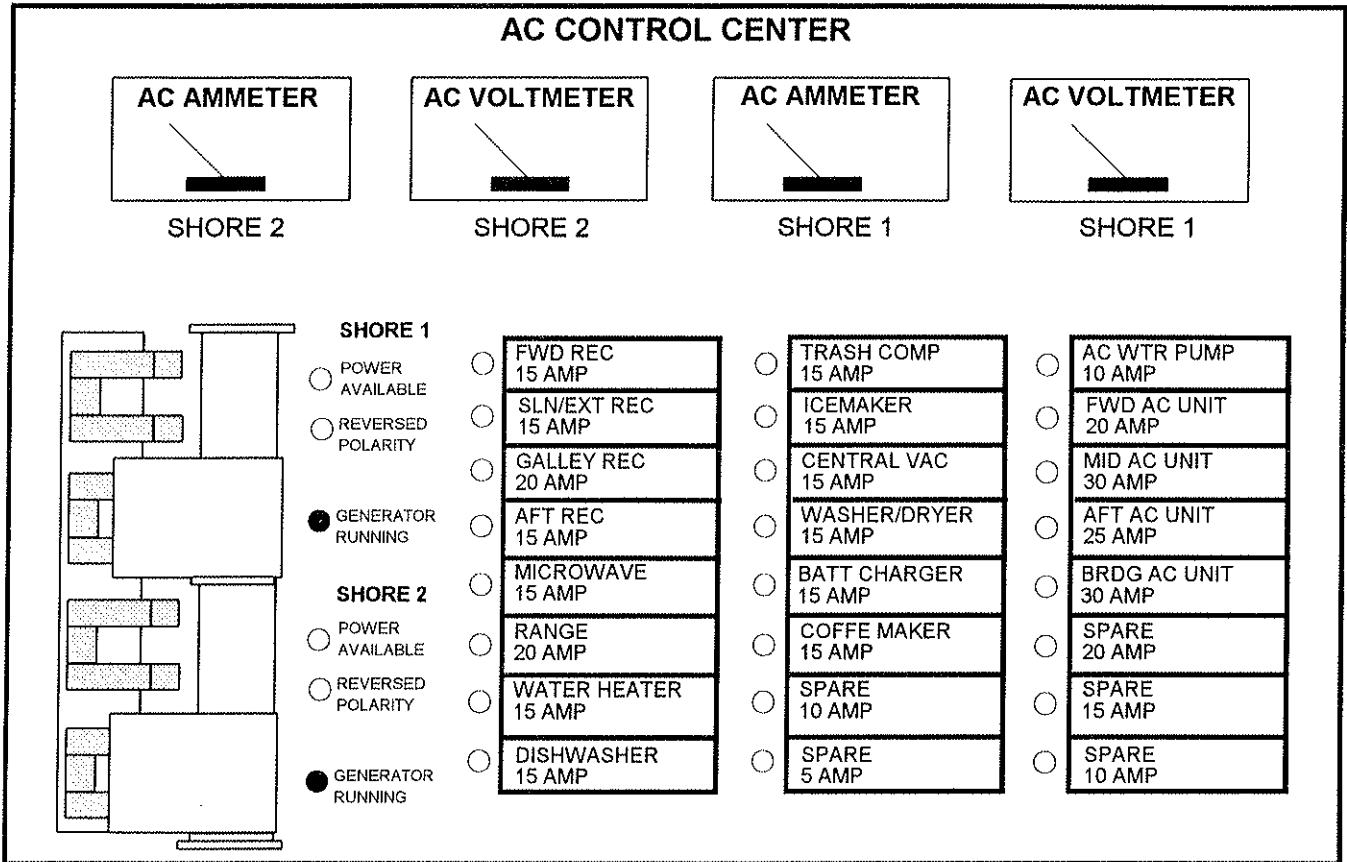 AC CONTROL CENTER
AC AMMETER
SHORE 2
AC VOLTMETER
SHORE 2
AC AMMETER
SHORE 1
AC VOLTMETER
SHORE 1
SHORE 1
POWER
AVAILABLE
REVERSED
POLARITY
GENERATOR
RUNNING
SHORE 2
POWER
AVAILABLE
REVERSED
POLARITY
GENERATOR
RUNNING
FWD REC
15 AMP
SLN/EXT REC
15 AMP
GALLEY REC
20 AMP
AFT REC
15 AMP
MICROWAVE
15 AMP
RANGE
20 AMP
WATER HEATER
15 AMP
DISHWASHER
15 AMP
TRASH COMP
15 AMP
ICEMAKER
15 AMP
CENTRAL VAC
15 AMP
WASHER/DRYER
15 AMP
BATT CHARGER
15 AMP
COFFE MAKER
15 AMP
SPARE
10 AMP
SPARE
5 AMP
AC WTR PUMP
10 AMP
FWD AC UNIT
20 AMP
MID AC UNIT
30 AMP
AFT AC UNIT
25 AMP
BRDG AC UNIT
30 AMP
SPARE
20 AMP
SPARE
15 AMP
SPARE
10 AMP